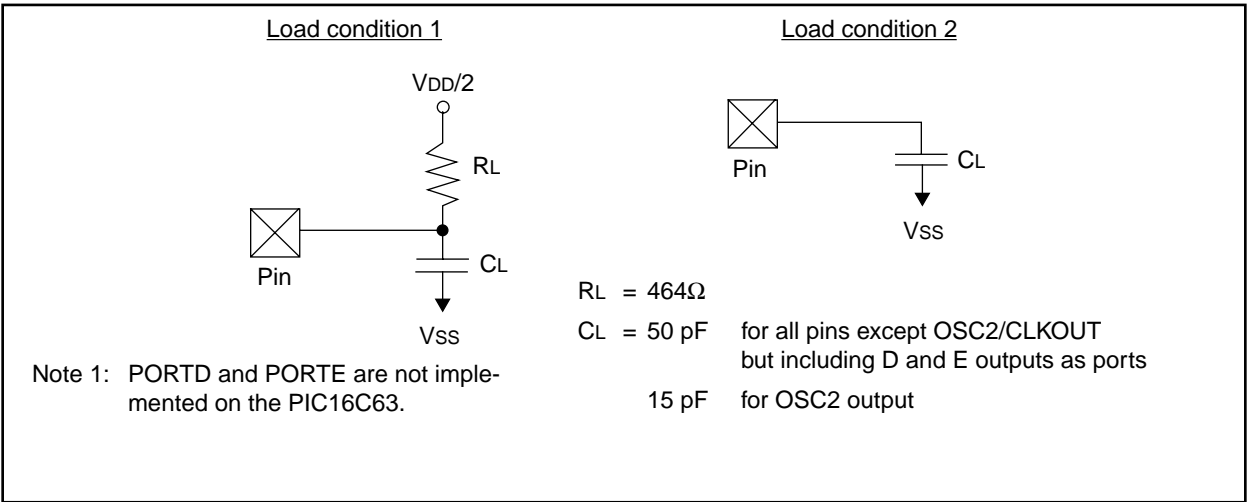 Load condition 1
VDD/2
RL
Pin
CL
VSS
Note 1: PORTD and PORTE are not imple-
mented on the PIC16C63.
Load condition 2
Pin
CL
VSS
RL = 464Ω
CL = 50 pF for all pins except OSC2/CLKOUT
but including D and E outputs as ports
15 pF for OSC2 output